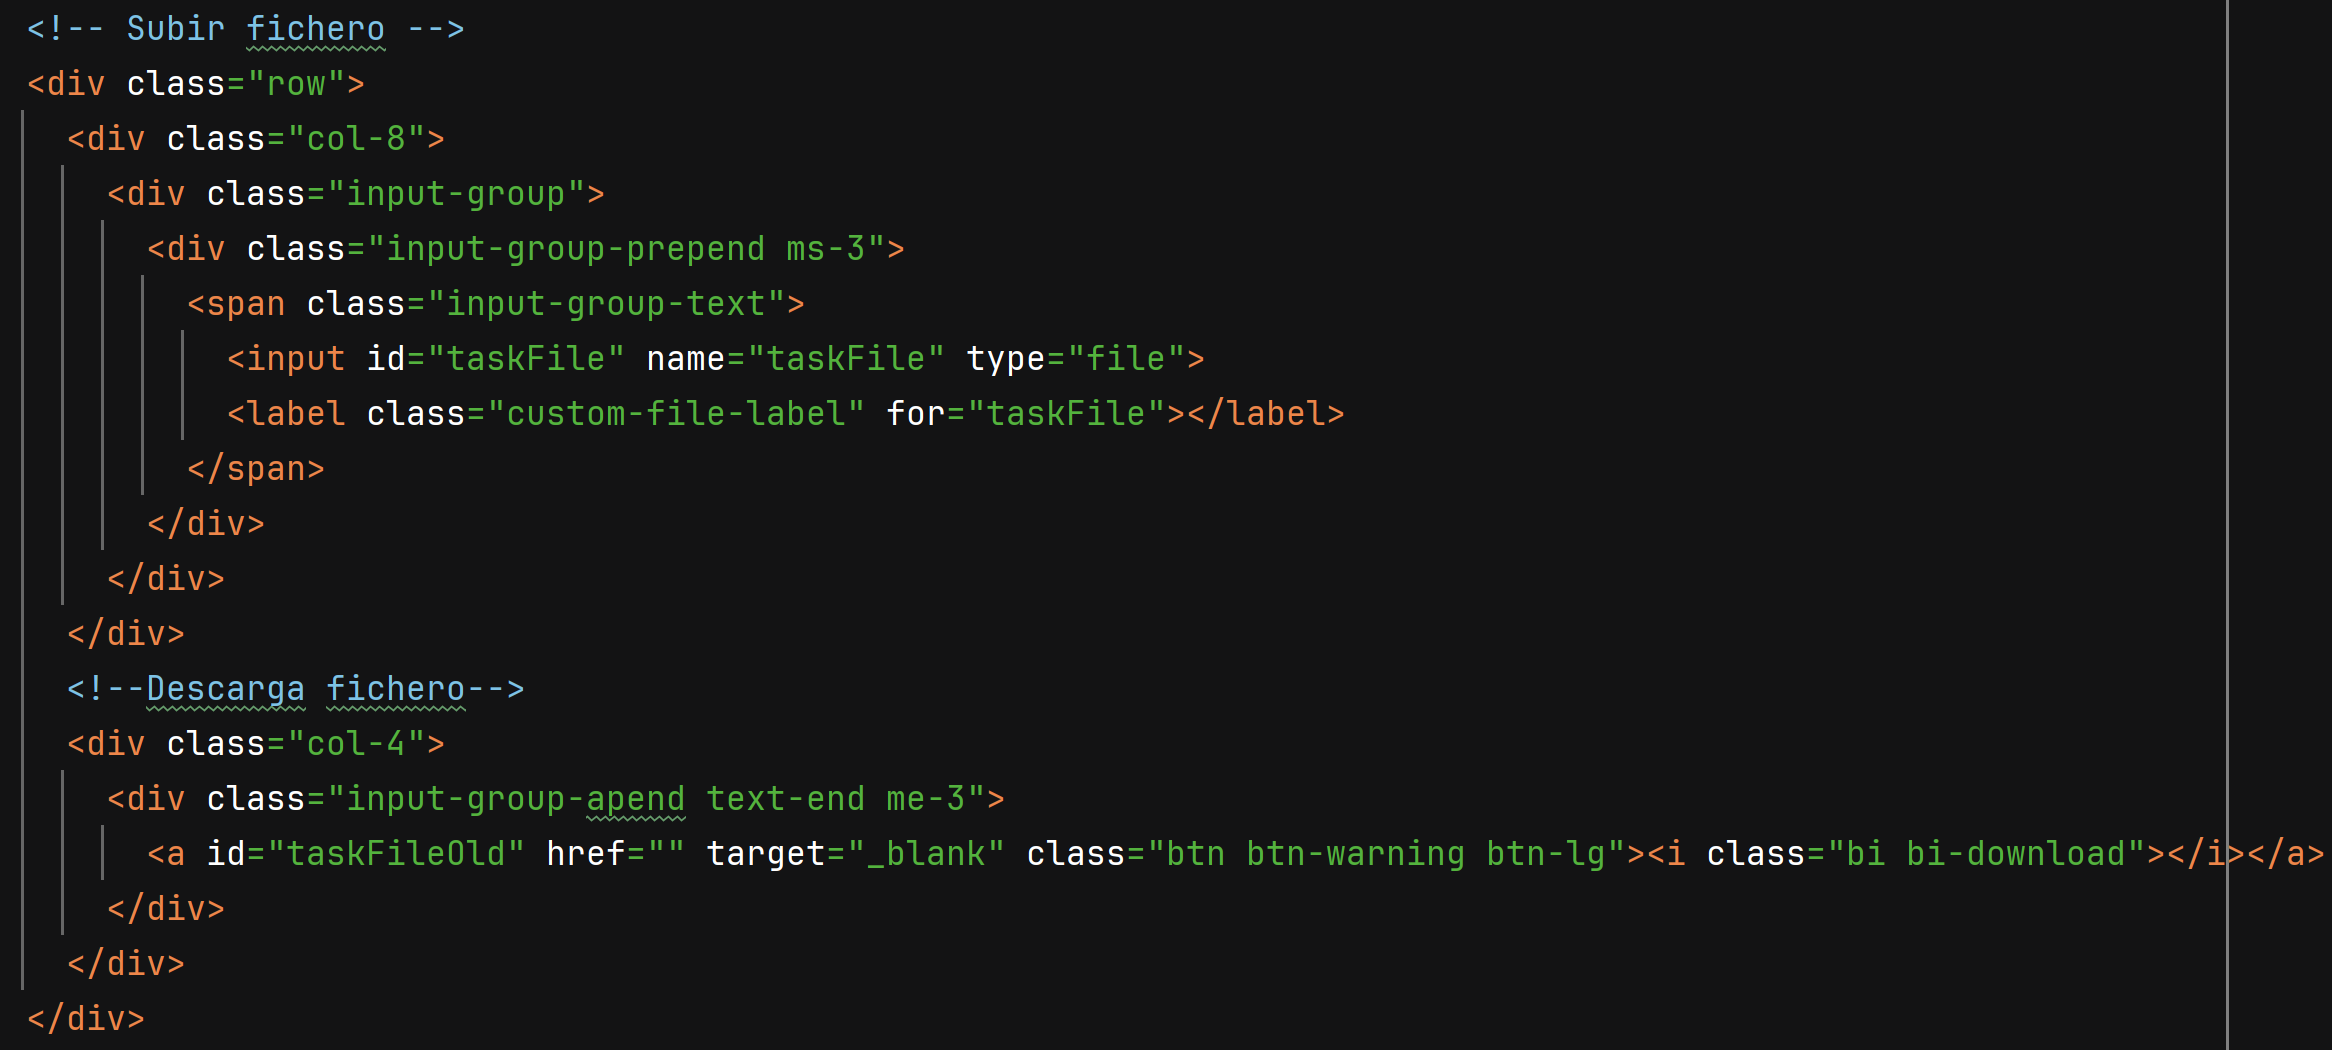 <!-- Subir fichero -->
<div class="row">
<div class="col-8">
<div class="input-group">
<div class="input-group-prepend ms-3">
<span class="input-group-text">
<input id="taskFile" name="taskFile" type="file">
<label class="custom-file-label" for="taskFile"></label>
</span>
</div>
</div>
</div>
<!--Descarga fichero-->
<div class="col-4">
<div class="input-group-apend text-end me-3">
<a id="taskFileOld" href="" target="_blank" class="btn btn-warning btn-lg"><i class="bi bi-download"></i></a>
</div>
</div>
</div>